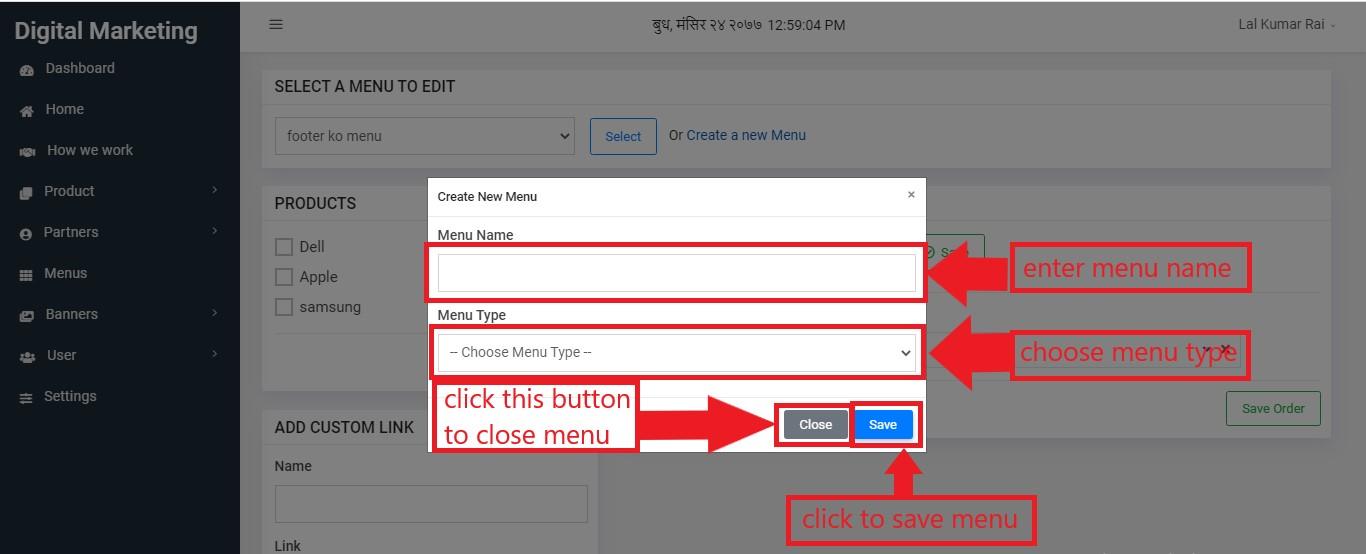 Digital Marketing
बुध, मंसिर २४ २०७७ 12:59:04 PM
Lal Kumar Rai
Dashboard
Home
How we work
Product
Partners
Menus
Banners
User
Settings
SELECT A MENU TO EDIT
footer ko menu
Select
Or Create a new Menu
PRODUCTS
Dell
Apple
samsung
Create New Menu
×
Menu Name
enter menu name
Menu Type
-- Choose Menu Type --
choose menu type
click this button
to close menu
Close
Save
click to save menu
Save Order
ADD CUSTOM LINK
Name
Link